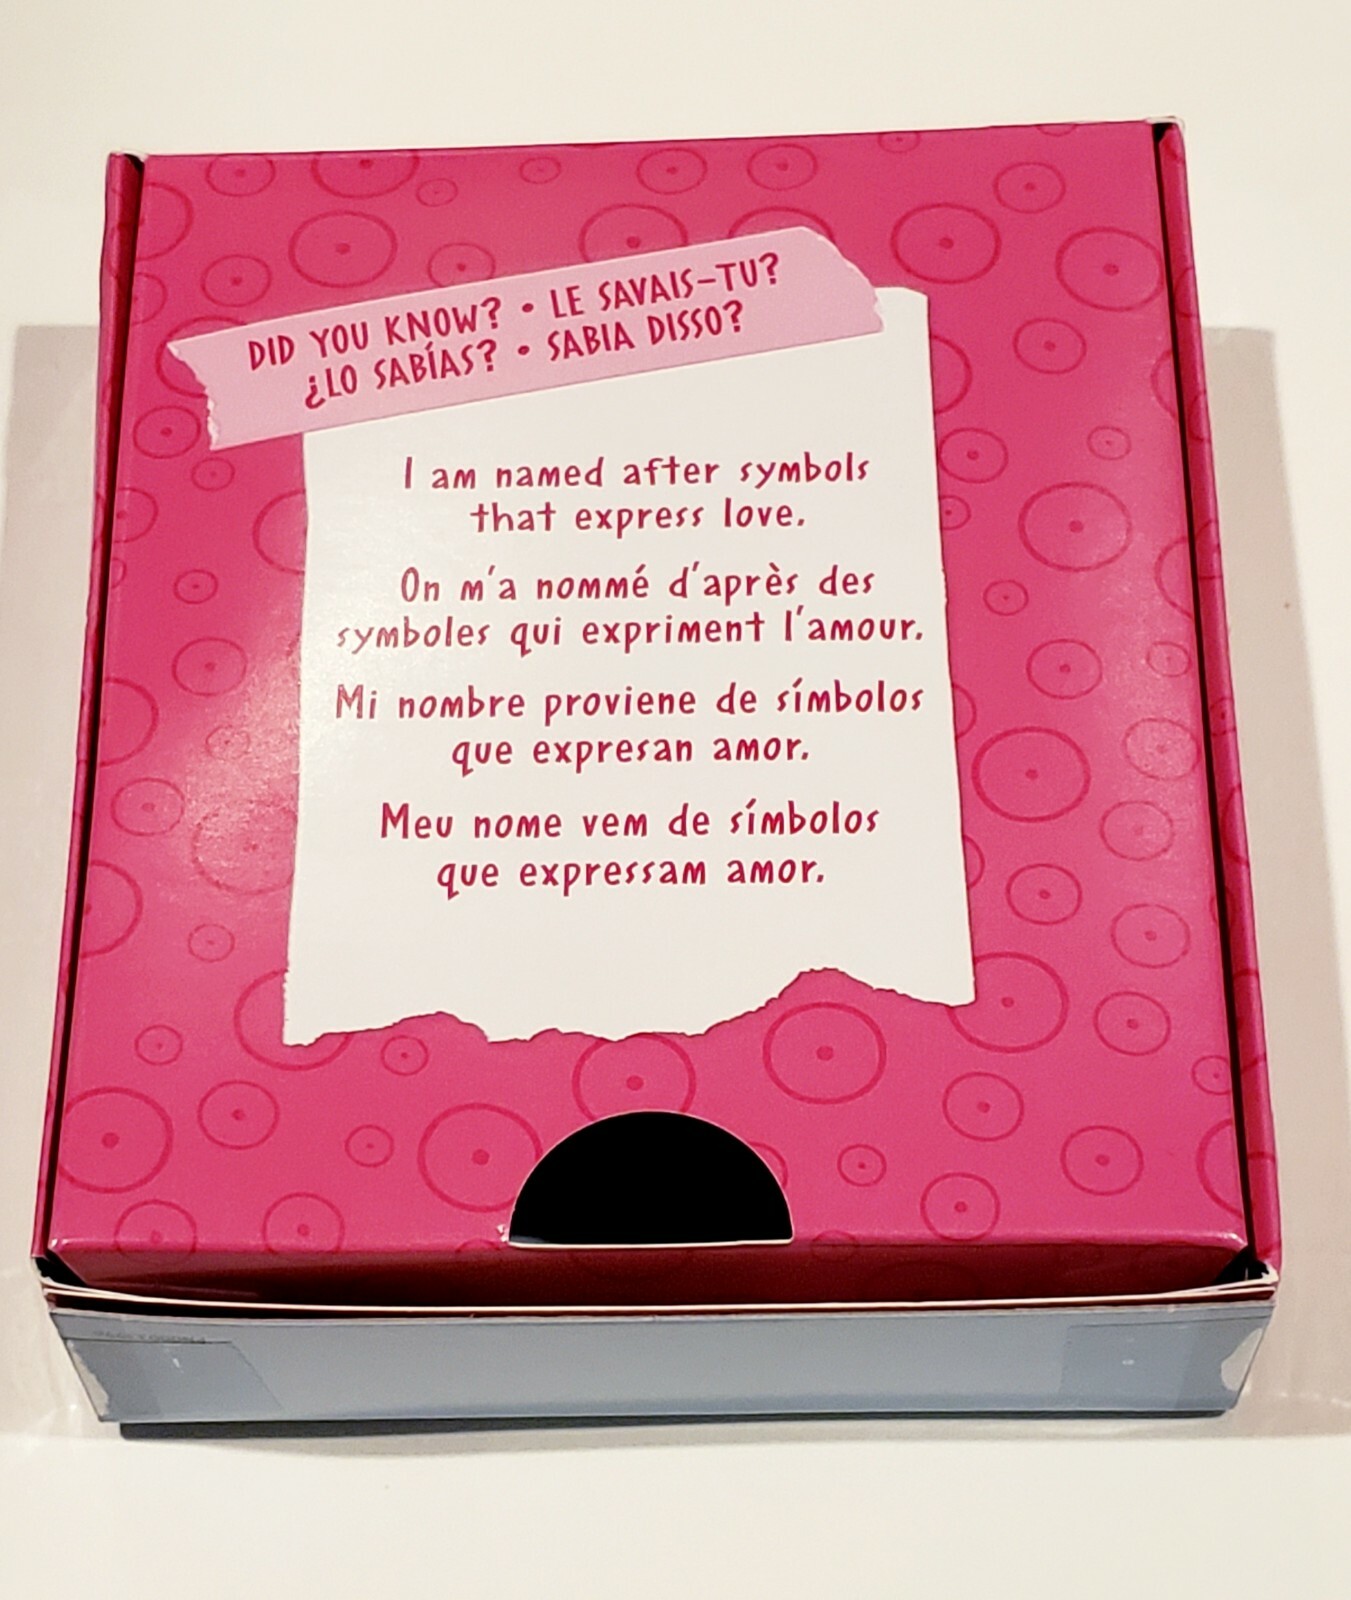 DID YOU KNOW? • LE SAVAIS-TU?
¿LO SABÍAS? • SABIA DISSO?
I am named after symbols
that express love.
On m'a nommé d'après des
symboles qui expriment l'amour.
Mi nombre proviene de símbolos
que expresan amor.
Meu nome vem de símbolos
que expressam amor.